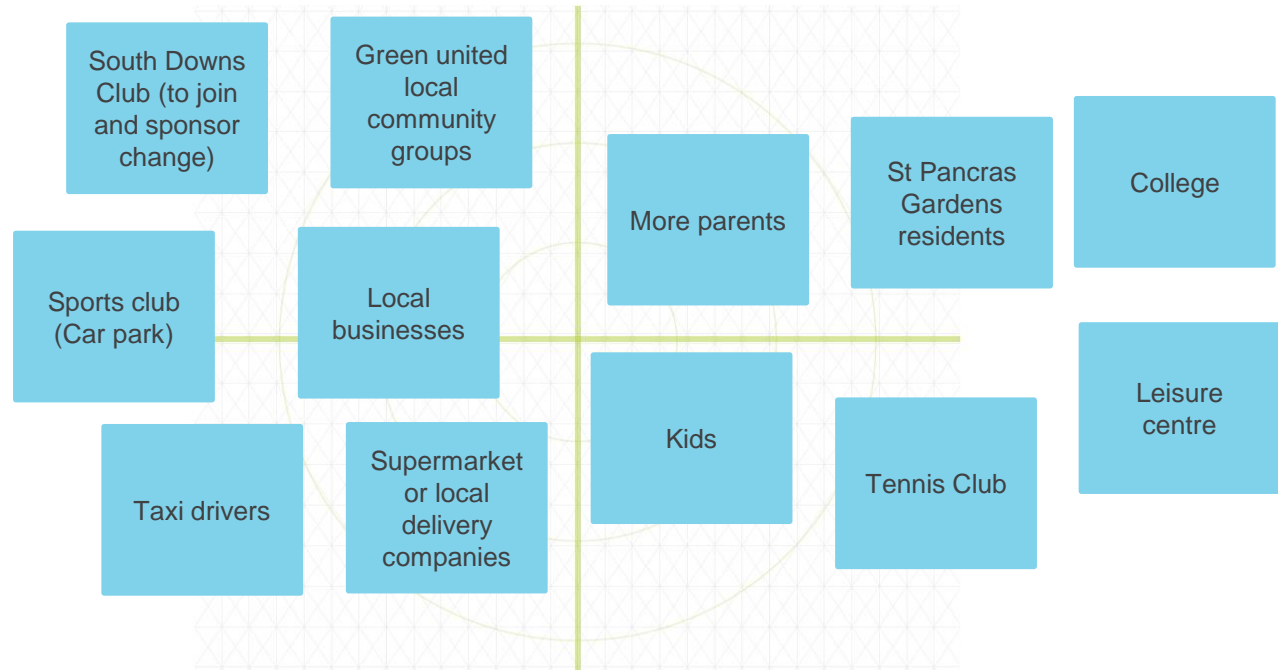 South Downs
Club (to join
and sponsor
change)
Green united
local
community
groups
More parents
St Pancras
Gardens
residents
College
Sports club
(Car park)
Local
businesses
Kids
Leisure
centre
Taxi drivers
Supermarket
or local
delivery
companies
Tennis Club